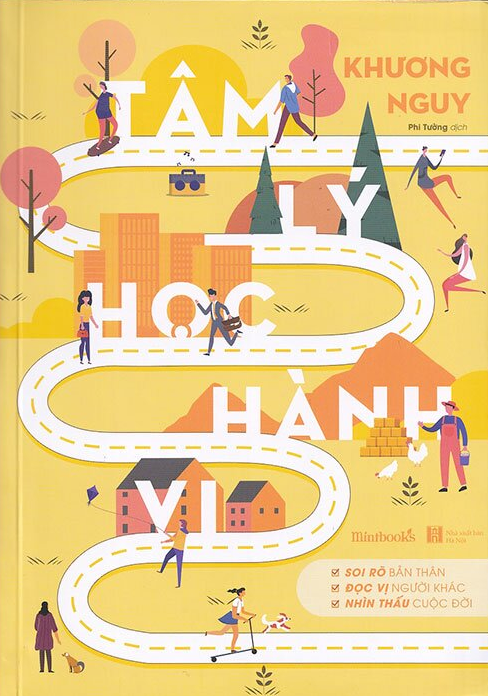 KHƯƠNG
NGUY
Phi Tường dịch
TÂM
LÝ
HỌC
HÀNH
VI
mintbooks
Nhà xuất bản
Hà Nội
SOI RÕ BẢN THÂN
ĐỌC VỊ NGƯỜI KHÁC
NHÌN THẤU CUỘC ĐỜI